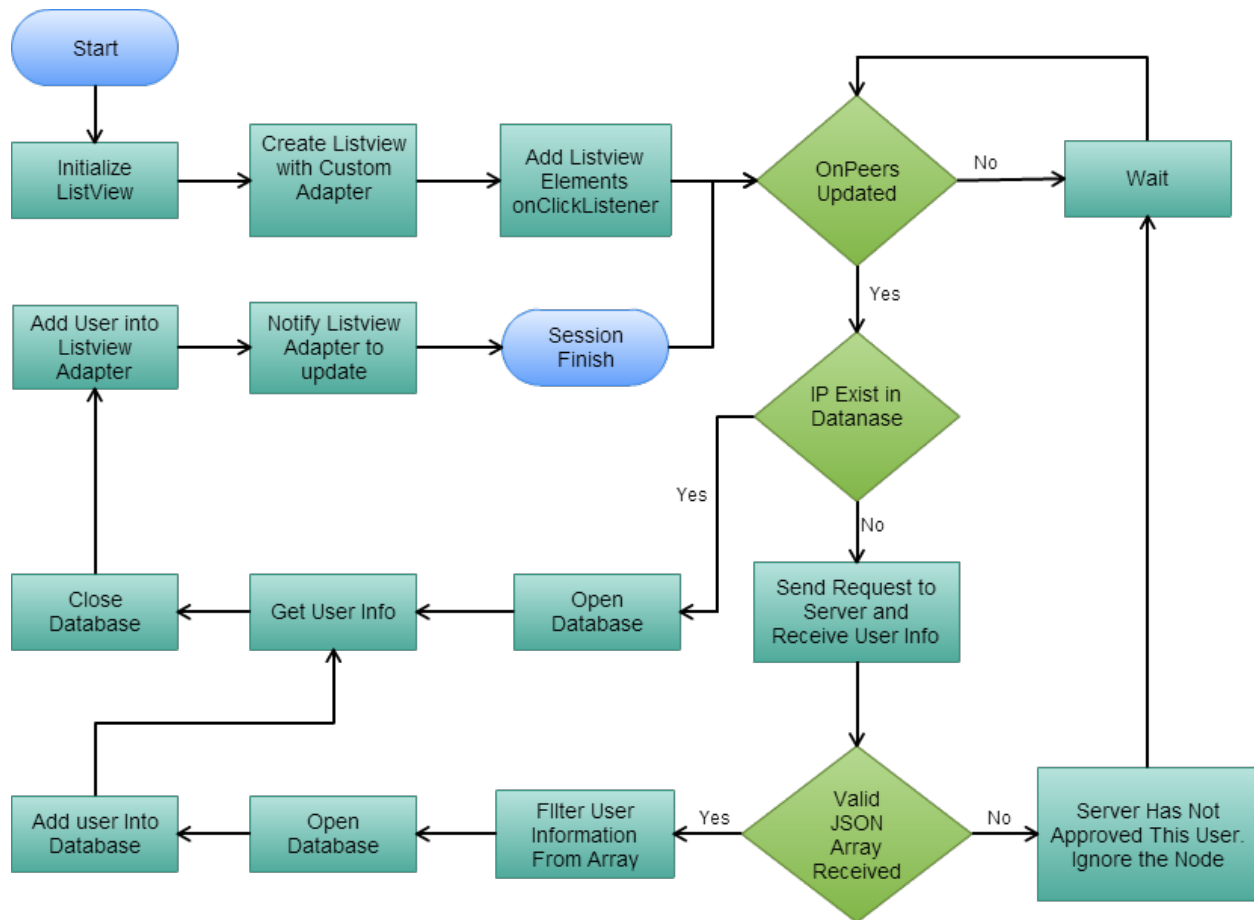 Start
Initialize
ListView
Create Listview
with Custom
Adapter
Add Listview
Elements
onClickListener
OnPeers
Updated
No
Wait
Yes
Add User into
Listview
Adapter
Notify Listview
Adapter to
update
Session
Finish
IP Exist in
Datanase
Yes
No
Close
Database
Get User Info
Open
Database
Send Request to
Server and
Receive User Info
Add user Into
Database
Open
Database
FIlter User
Information
From Array
Yes
Valid
JSON
Array
Received
No
Server Has Not
Approved This User.
Ignore the Node